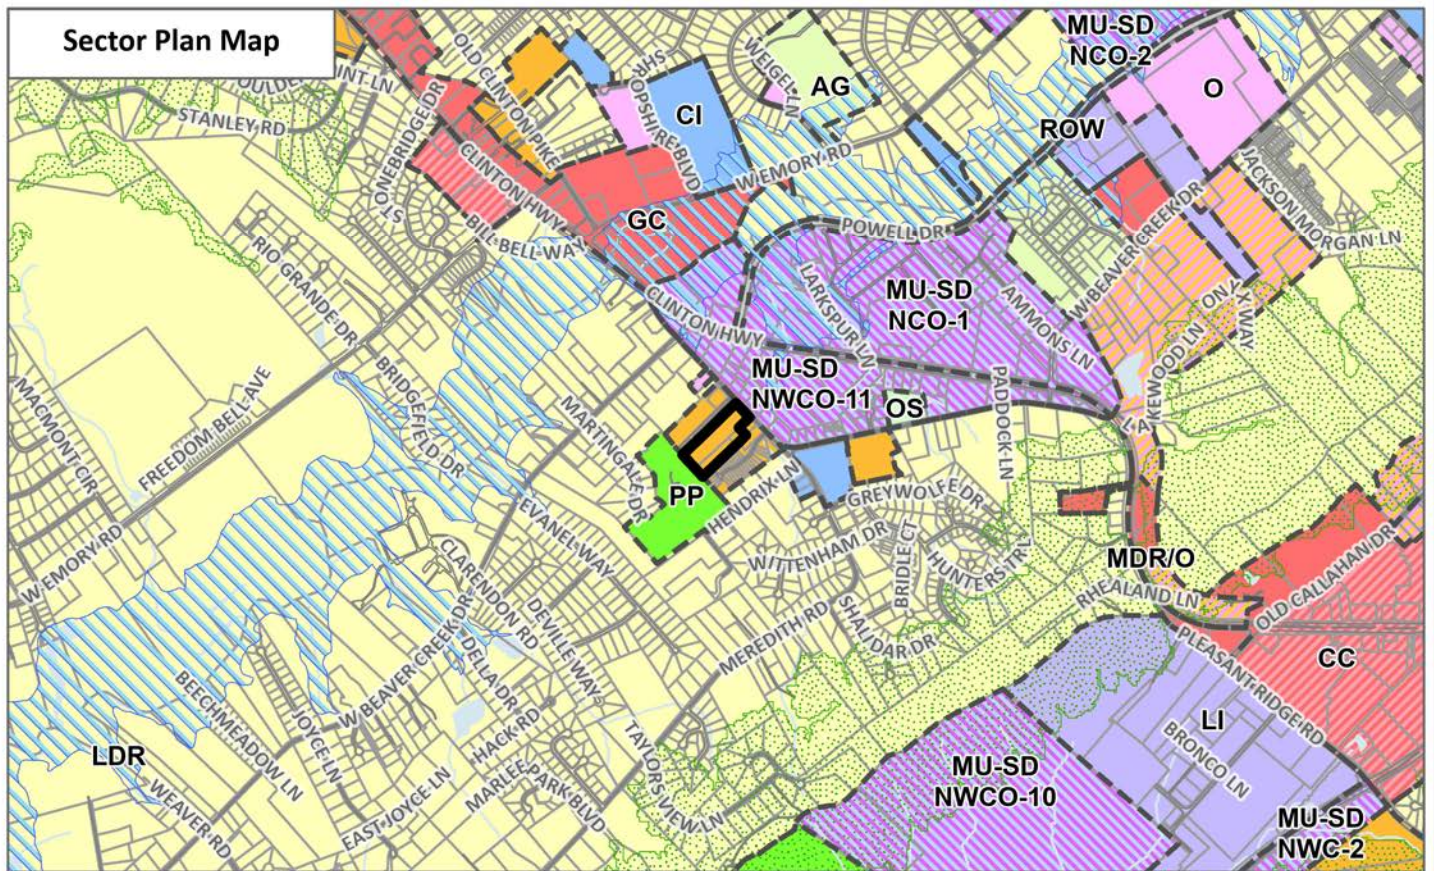 Sector Plan Map
MU-SD
NCO-2
OLD CLINTON PIKE
WEIGEL LN
INT LN
STANLEY RD
STONEBRIDGE DR
SHROPSHIRE BLVD
CI
AG
O
ROW
W EMORY RD
CLINTON HWY
JACKSON MORGAN LN
GC
BILL BELL WAY
POWELL DR
W BEAVER CREEK DR
RIO GRANDE DR
LARKSPUR LN
MU-SD
NCO-1
AMMONS LN
CLINTON HWY
MU-SD
NWCO-11
OS
PADDOCK LN
LAKEWOOD LN
ON X WAY
BRIDGEFIELD DR
FREEDOM BELL AVE
MACMONT CIR
MARTINGALE DR
PP
HENDRIX LN
GREYWOLFE DR
W EMORY RD
EVANEL WAY
WITTENHAM DR
BRIDLE CT
HUNTERS TRL
MDR/O
OLD CALLAHAN DR
CLARENDON RD
DEVILLE WAY
RHEALAND LN
MEREDITH RD
SHALIDAR DR
PLEASANT RIDGE RD
CC
W BEAVER CREEK DR
DELIA DR
BEECHMEADOW LN
JOYCE LN
HACK RD
TAYLORS VIEW LN
LI
BRONCO LN
LDR
WEAVER RD
EAST JOYCE LN
MARLEE PARK BLVD
MU-SD
NWCO-10
MU-SD
NWC-2